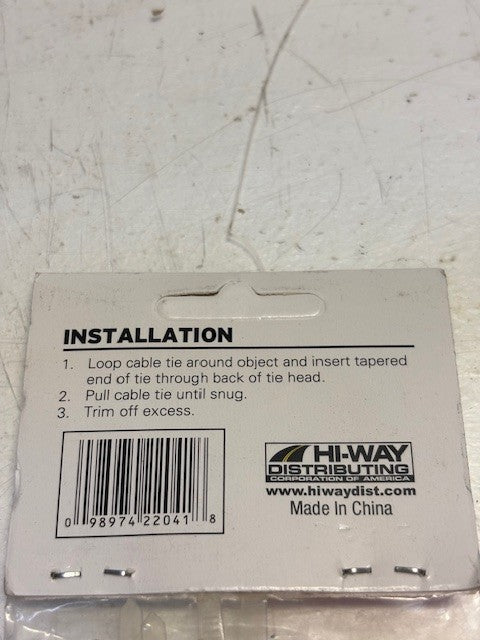 INSTALLATION
1. Loop cable tie around object and insert tapered
end of tie through back of tie head.
2. Pull cable tie until snug.
3. Trim off excess.
0 98974 22041 8
HI-WAY
DISTRIBUTING
CORPORATION OF AMERICA
www.hiwaydist.com
Made In China